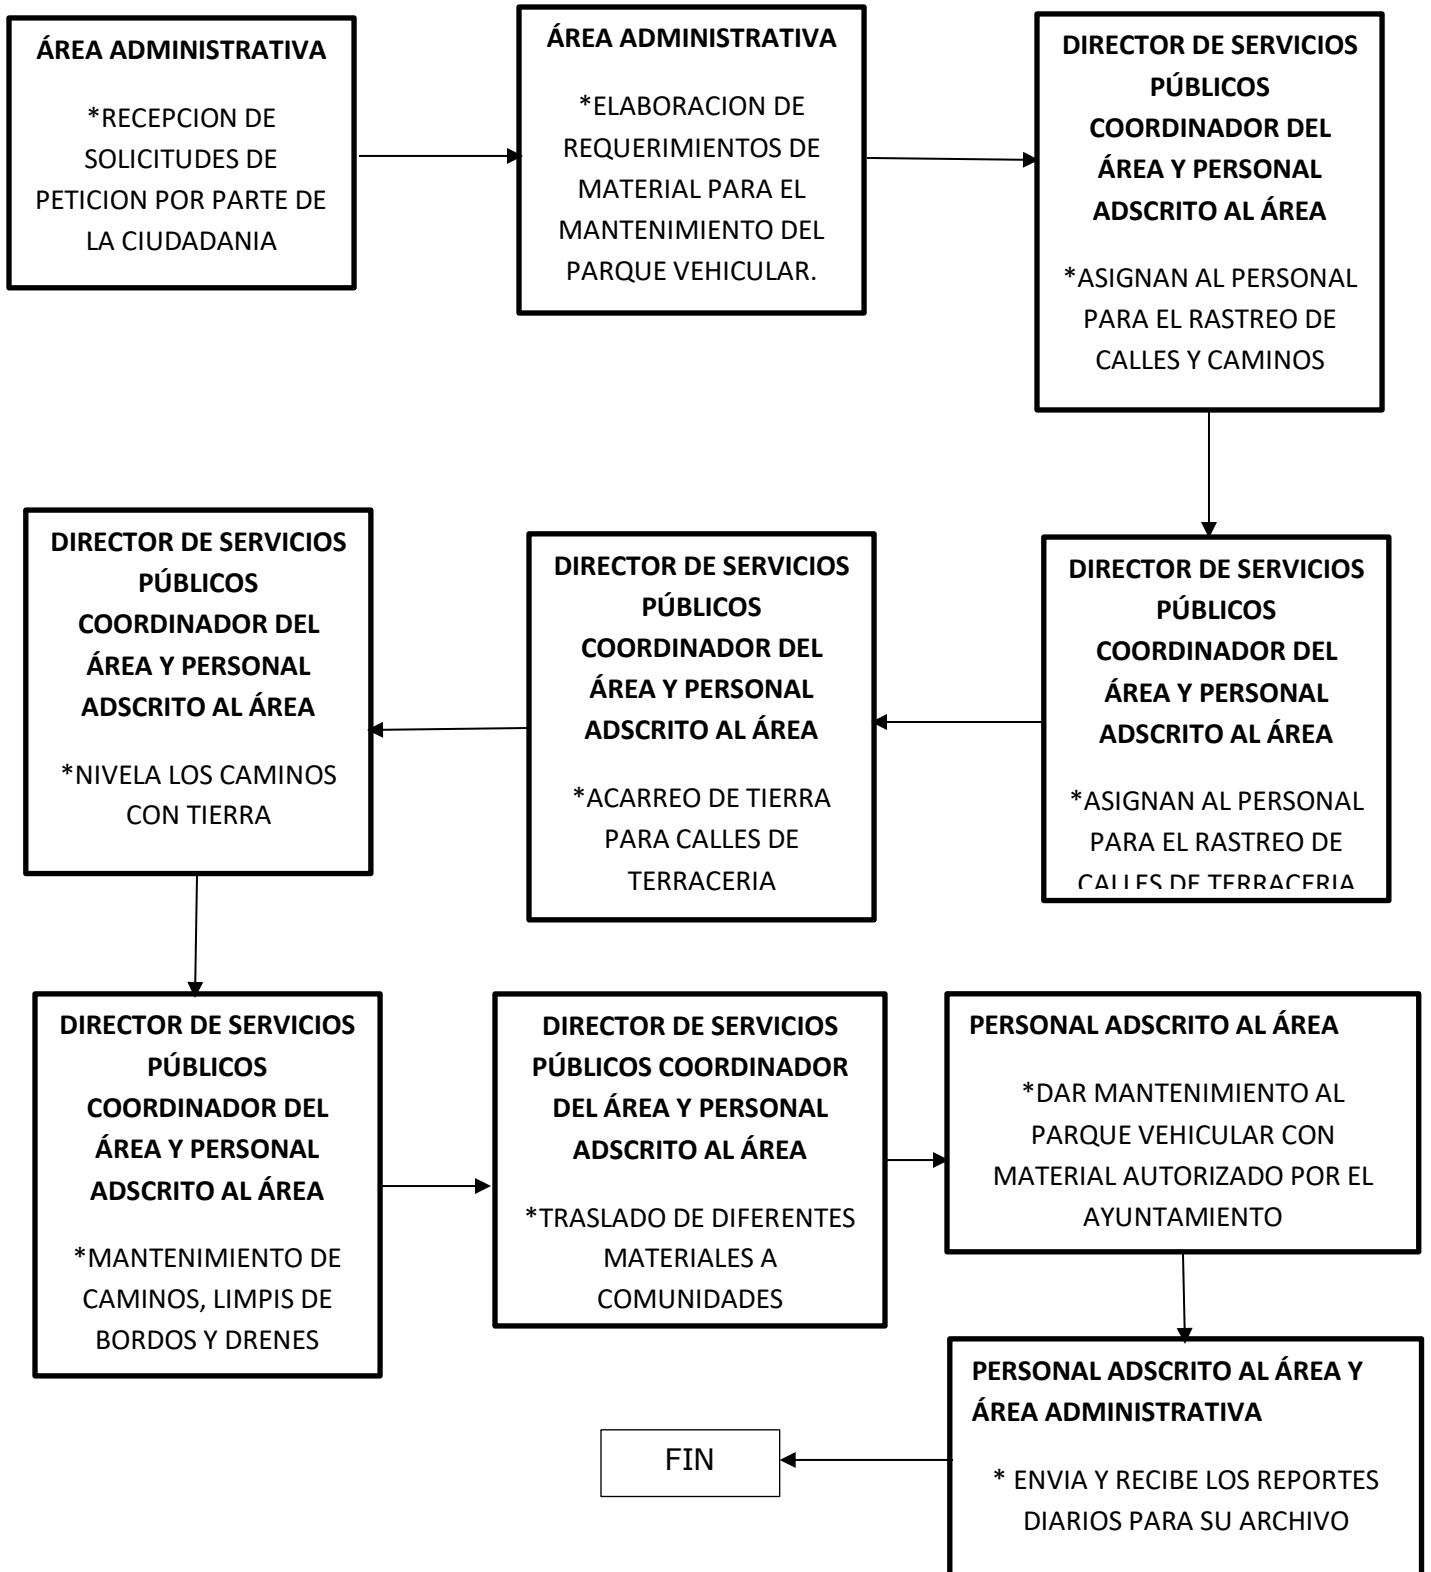 ÁREA ADMINISTRATIVA
*RECEPCION DE
SOLICITUDES DE
PETICION POR PARTE DE
LA CIUDADANIA
ÁREA ADMINISTRATIVA
*ELABORACION DE
REQUERIMIENTOS DE
MATERIAL PARA EL
MANTENIMIENTO DEL
PARQUE VEHICULAR.
DIRECTOR DE SERVICIOS
PÚBLICOS
COORDINADOR DEL
ÁREA Y PERSONAL
ADSCRITO AL ÁREA
*ASIGNAN AL PERSONAL
PARA EL RASTREO DE
CALLES Y CAMINOS
DIRECTOR DE SERVICIOS
PÚBLICOS
COORDINADOR DEL
ÁREA Y PERSONAL
ADSCRITO AL ÁREA
*ASIGNAN AL PERSONAL
PARA EL RASTREO DE
CALLES DE TERRACERIA
DIRECTOR DE SERVICIOS
PÚBLICOS
COORDINADOR DEL
ÁREA Y PERSONAL
ADSCRITO AL ÁREA
*ACARREO DE TIERRA
PARA CALLES DE
TERRACERIA
DIRECTOR DE SERVICIOS
PÚBLICOS
COORDINADOR DEL
ÁREA Y PERSONAL
ADSCRITO AL ÁREA
*NIVELA LOS CAMINOS
CON TIERRA
DIRECTOR DE SERVICIOS
PÚBLICOS
COORDINADOR DEL
ÁREA Y PERSONAL
ADSCRITO AL ÁREA
*MANTENIMIENTO DE
CAMINOS, LIMPIS DE
BORDOS Y DRENES
DIRECTOR DE SERVICIOS
PÚBLICOS COORDINADOR
DEL ÁREA Y PERSONAL
ADSCRITO AL ÁREA
*TRASLADO DE DIFERENTES
MATERIALES A
COMUNIDADES
PERSONAL ADSCRITO AL ÁREA
*DAR MANTENIMIENTO AL
PARQUE VEHICULAR CON
MATERIAL AUTORIZADO POR EL
AYUNTAMIENTO
PERSONAL ADSCRITO AL ÁREA Y
ÁREA ADMINISTRATIVA
* ENVIA Y RECIBE LOS REPORTES
DIARIOS PARA SU ARCHIVO
FIN